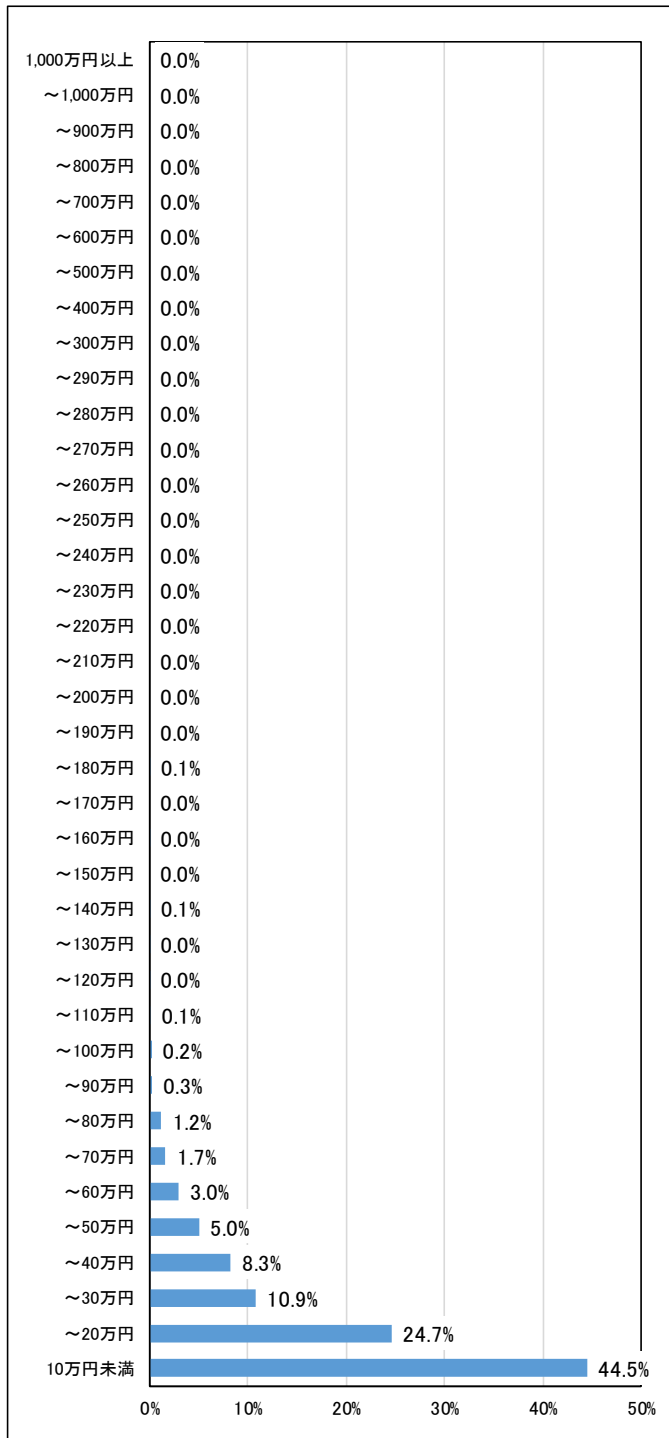 1,000万円以上 0.0%
～1,000万円 0.0%
～900万円 0.0%
～800万円 0.0%
～700万円 0.0%
～600万円 0.0%
～500万円 0.0%
～400万円 0.0%
～300万円 0.0%
～290万円 0.0%
～280万円 0.0%
～270万円 0.0%
～260万円 0.0%
～250万円 0.0%
～240万円 0.0%
～230万円 0.0%
～220万円 0.0%
～210万円 0.0%
～200万円 0.0%
～190万円 0.0%
～180万円 0.1%
～170万円 0.0%
～160万円 0.0%
～150万円 0.0%
～140万円 0.1%
～130万円 0.0%
～120万円 0.0%
～110万円 0.1%
～100万円 0.2%
～90万円 0.3%
～80万円 1.2%
～70万円 1.7%
～60万円 3.0%
～50万円 5.0%
～40万円 8.3%
～30万円 10.9%
～20万円 24.7%
10万円未満 44.5%
0% 10% 20% 30% 40% 50%